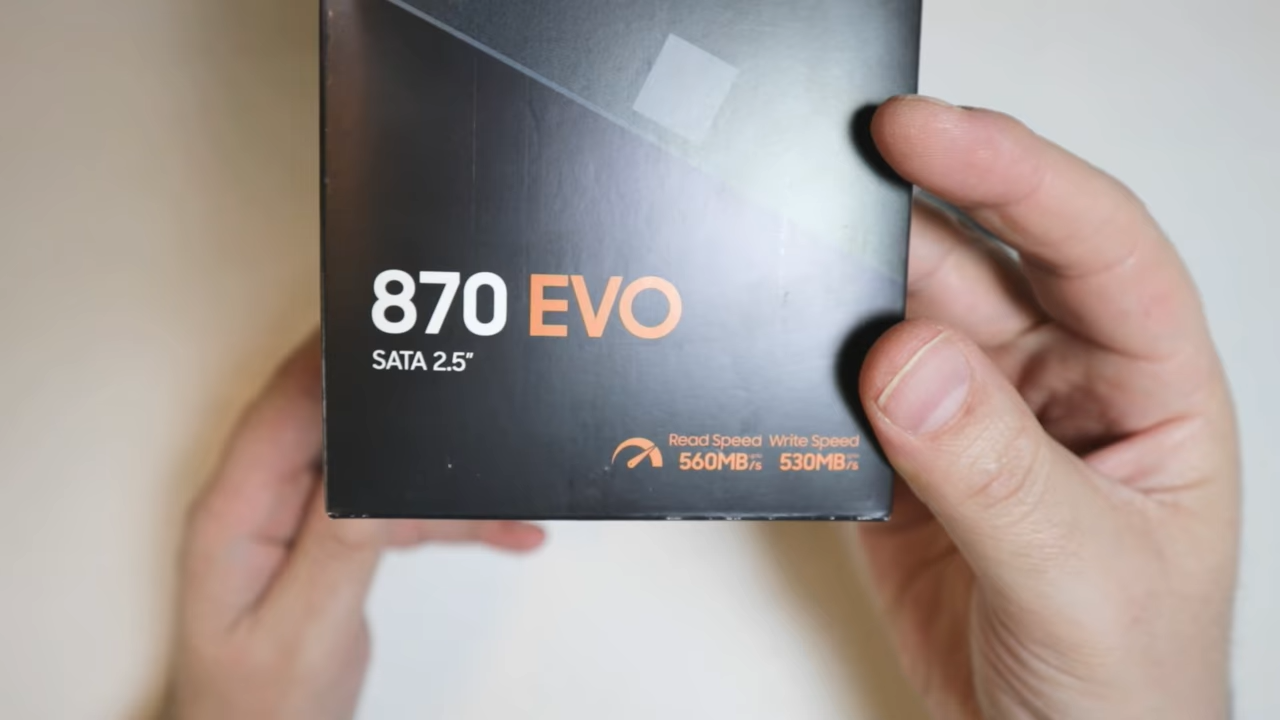 870 EVO
SATA 2.5"
Read Speed Write Speed
560MB/s 530MB/s